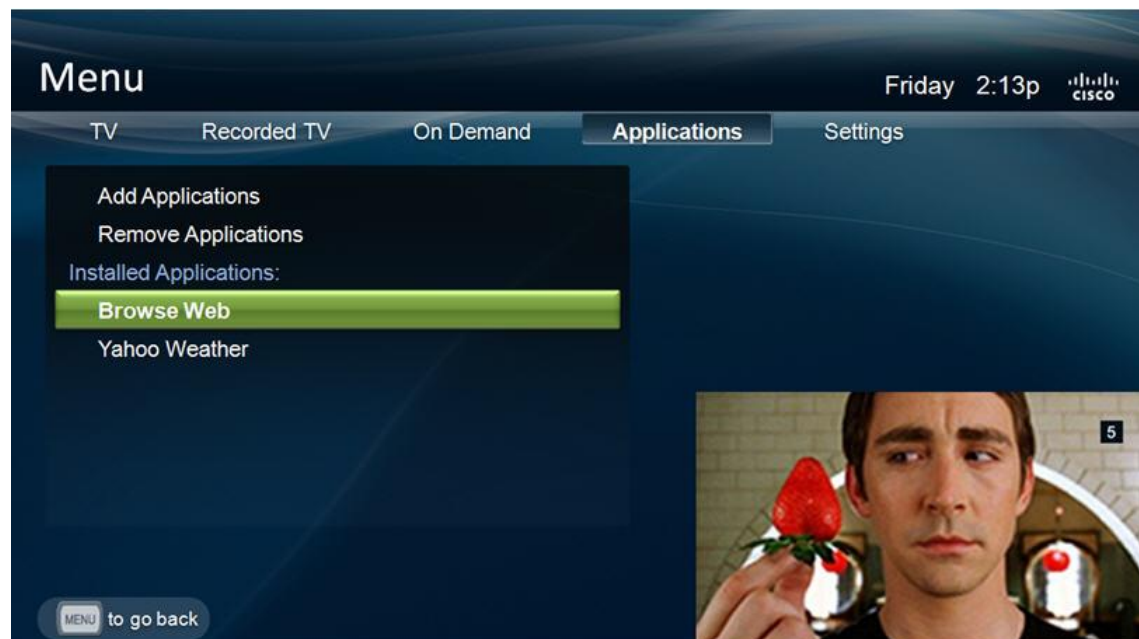 Menu
Friday 2:13p
cisco
TV Recorded TV On Demand Applications Settings
Add Applications
Remove Applications
Installed Applications:
Browse Web
Yahoo Weather
5
MENU to go back